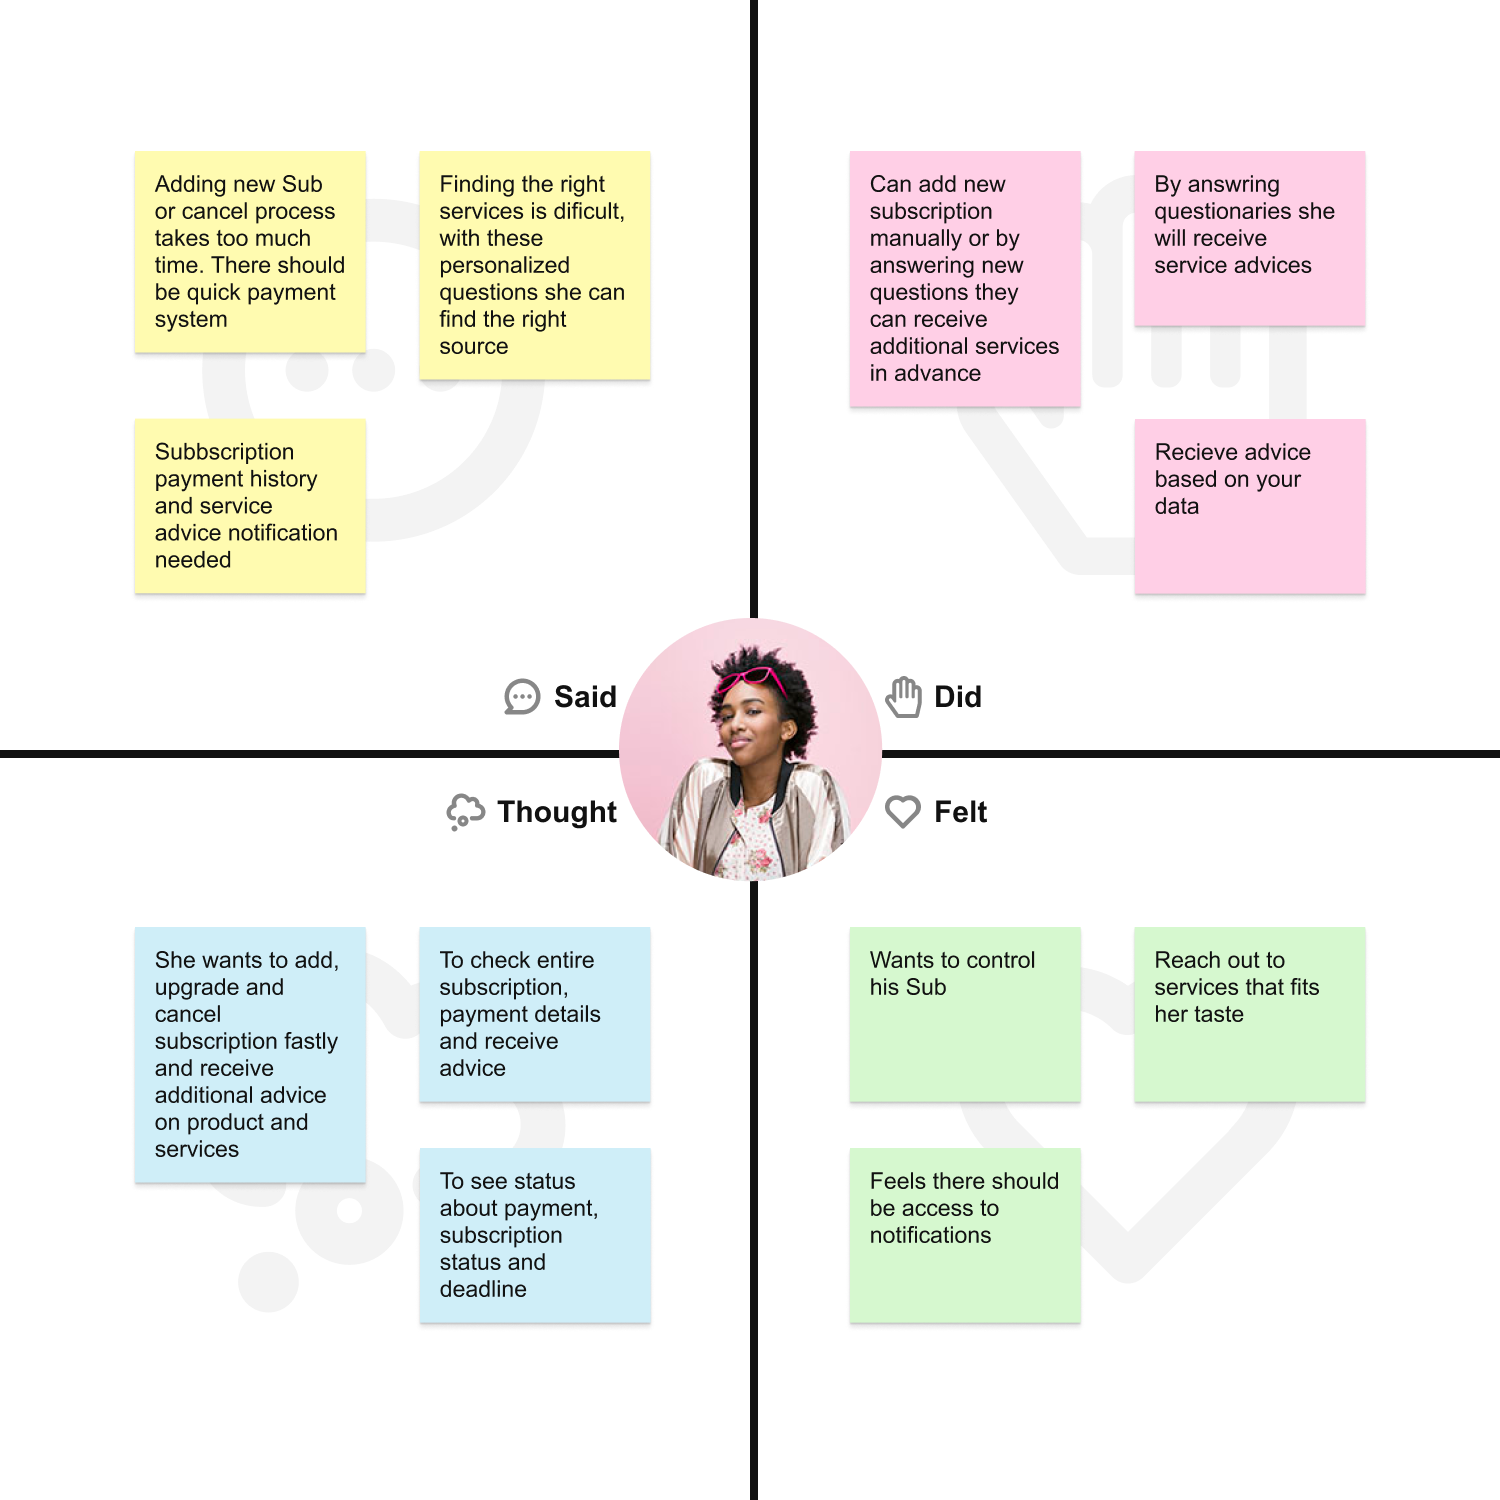 Adding new Sub
or cancel process
takes too much
time. There should
be quick payment
system
Finding the right
services is dificult,
with these
personalized
questions she can
find the right
source
Subbscription
payment history
and service
advice notification
needed
Can add new
subscription
manually or by
answering new
questions they
can receive
additional services
in advance
By answring
questionaries she
will receive
service advices
Recieve advice
based on your
data
Said
Did
Thought
Felt
She wants to add,
upgrade and
cancel
subscription fastly
and receive
additional advice
on product and
services
To check entire
subscription,
payment details
and receive
advice
To see status
about payment,
subscription
status and
deadline
Wants to control
his Sub
Reach out to
services that fits
her taste
Feels there should
be access to
notifications